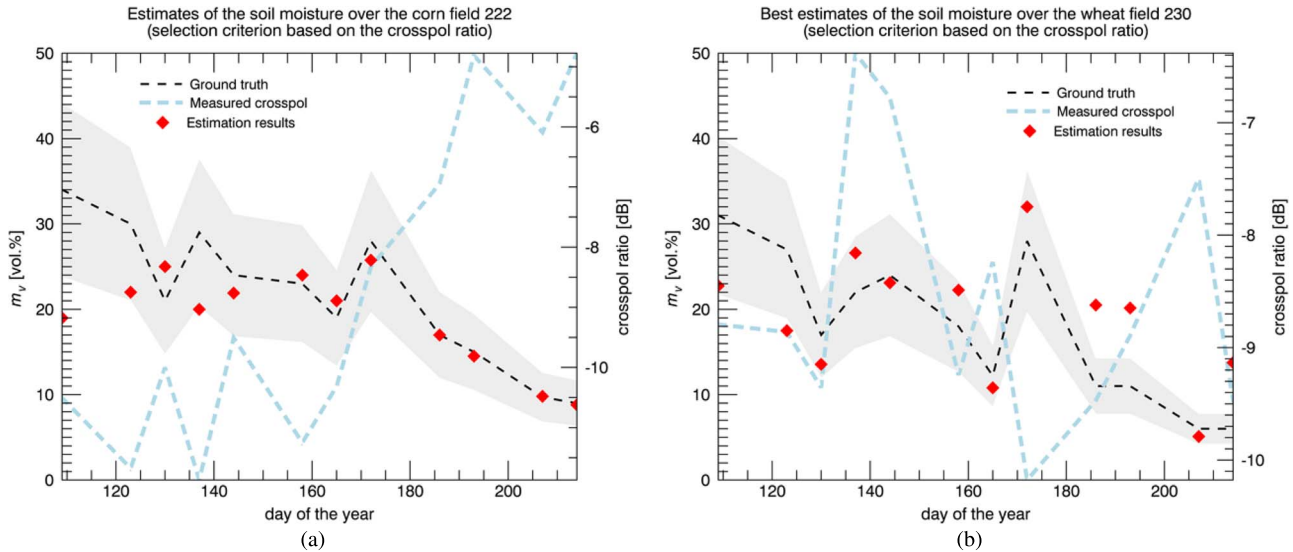 Estimates of the soil moisture over the corn field 222
(selection criterion based on the crosspol ratio)
50
40
30
20
10
0
m_v [vol.%]
Ground truth
Measured crosspol
Estimation results
-6
-8
-10
crosspol ratio [dB]
120 140 160 180 200
day of the year
(a)
Best estimates of the soil moisture over the wheat field 230
(selection criterion based on the crosspol ratio)
50
40
30
20
10
0
m_v [vol.%]
Ground truth
Measured crosspol
Estimation results
-7
-8
-9
-10
crosspol ratio [dB]
120 140 160 180 200
day of the year
(b)